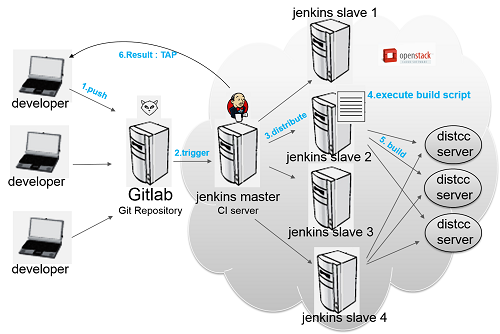 jenkins slave 1
6.Result : TAP
openstack
developer
1.push
3.distribute
4.execute build script
2.trigger
jenkins slave 2
5. build
distcc
server
developer
Gitlab
Git Repository
jenkins master
CI server
distcc
server
jenkins slave 3
distcc
server
developer
jenkins slave 4